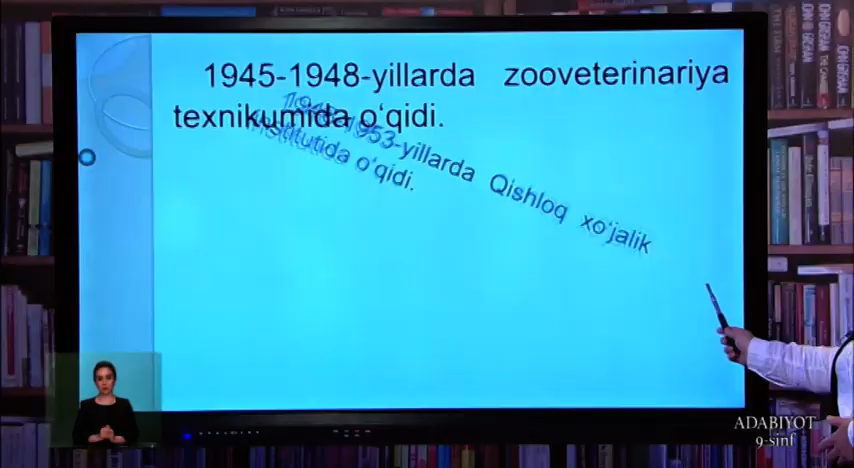 1945-1948-yillarda zooveterinariya
texnikumida o‘qidi.
1948-1953-yillarda Qishloq xo‘jalik
institutida o‘qidi.
ADABIYOT
9-sinf